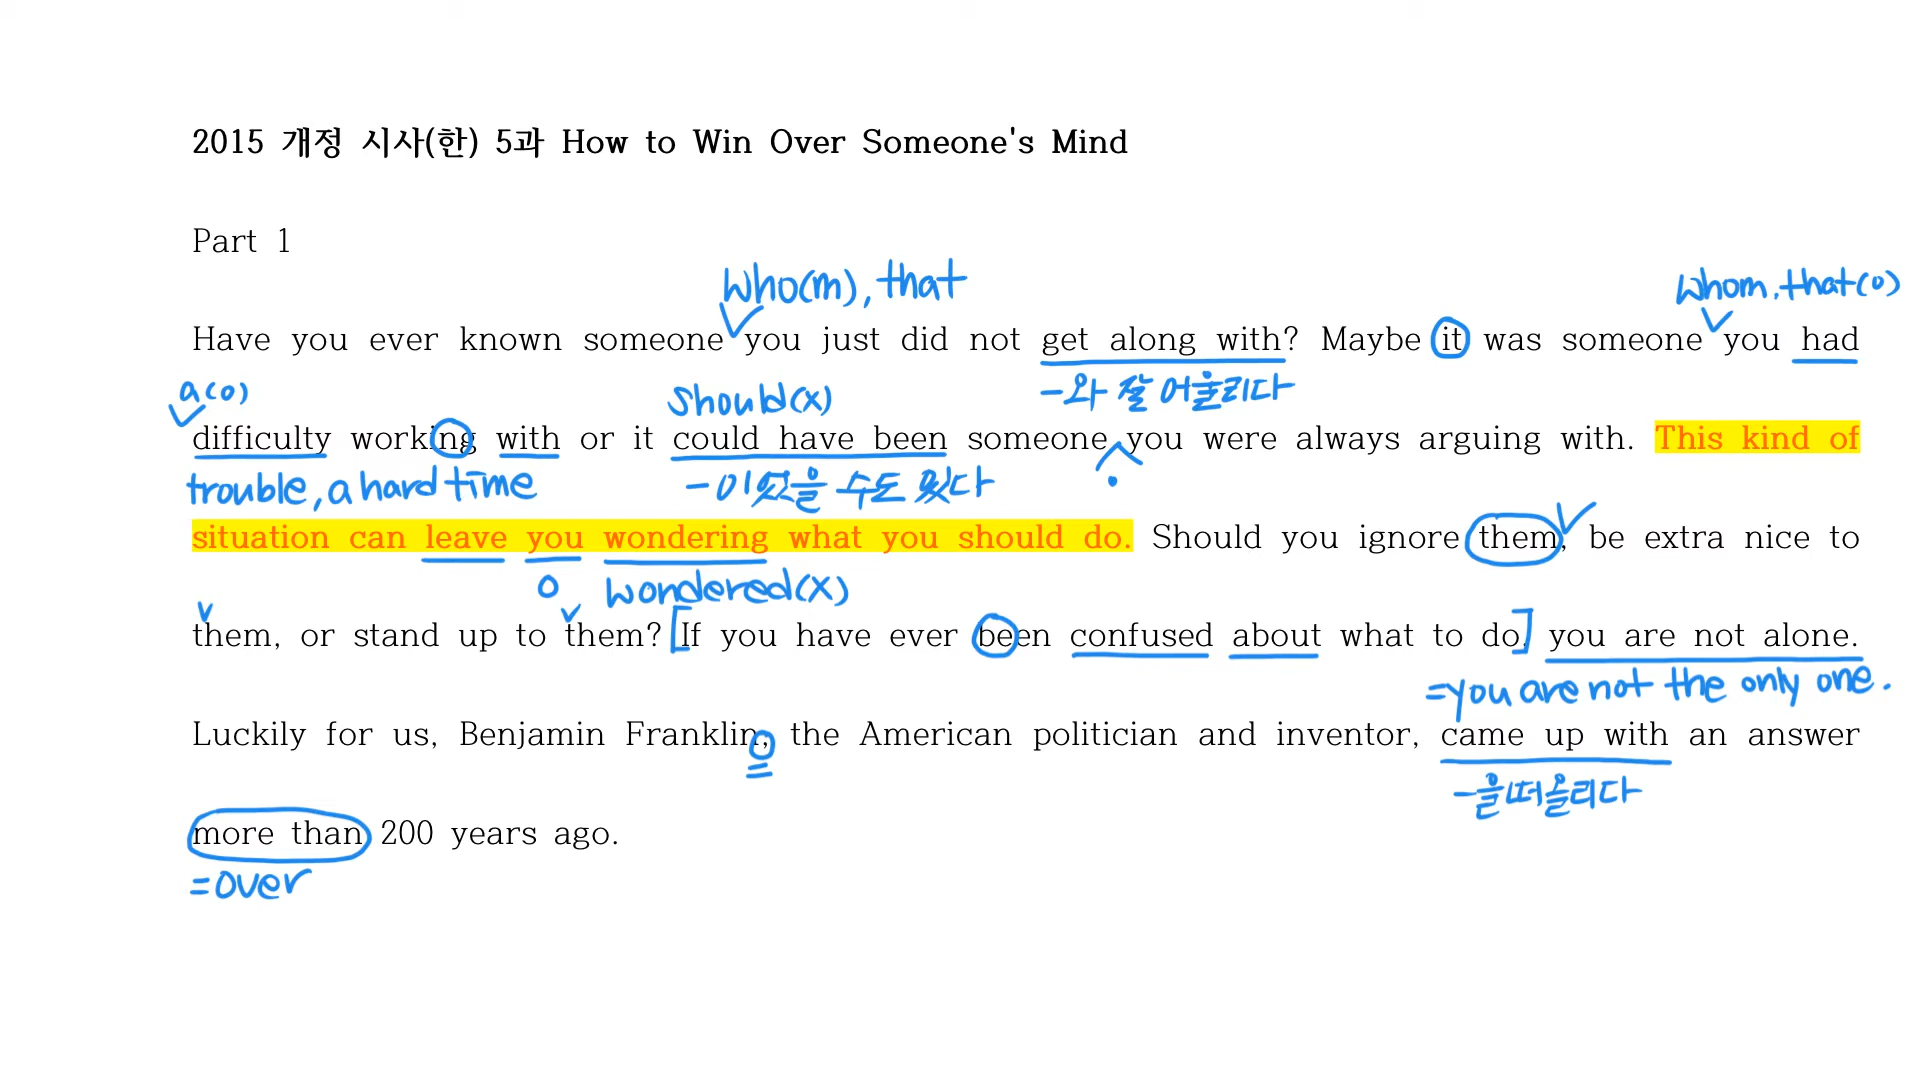 2015 개정 시사(한) 5과 How to Win Over Someone's Mind
Part 1
who(m), that
whom, that(o)
Have you ever known someone you just did not get along with? Maybe it was someone you had
a(o)
should(x)
-와 잘 어울리다
difficulty working with or it could have been someone you were always arguing with. This kind of
trouble, a hard time
-이었을 수도 있다
situation can leave you wondering what you should do. Should you ignore them, be extra nice to
o
wondered(x)
them, or stand up to them? [If you have ever been confused about what to do,] you are not alone.
=you are not the only one.
Luckily for us, Benjamin Franklin, the American politician and inventor, came up with an answer
-을 떠올리다
more than 200 years ago.
=over